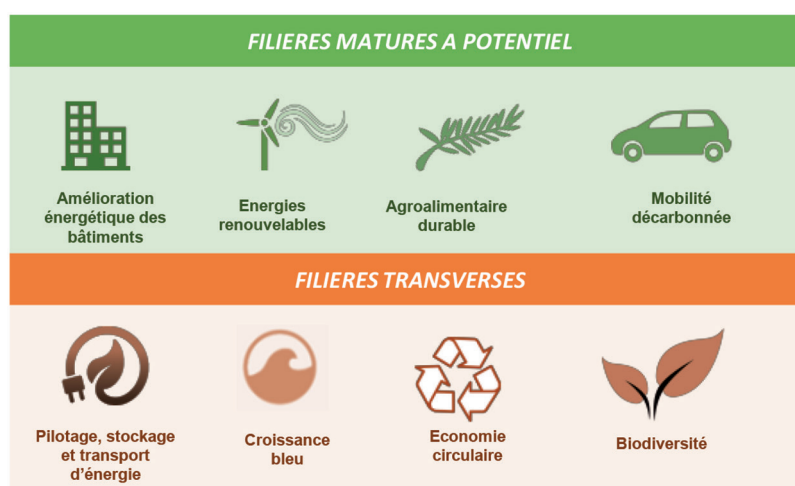 FILIERES MATURES A POTENTIEL
Amélioration
énergétique des
bâtiments
Energies
renouvelables
Agroalimentaire
durable
Mobilité
décarbonnée
FILIERES TRANSVERSES
Pilotage, stockage
et transport
d'énergie
Croissance
bleu
Economie
circulaire
Biodiversité